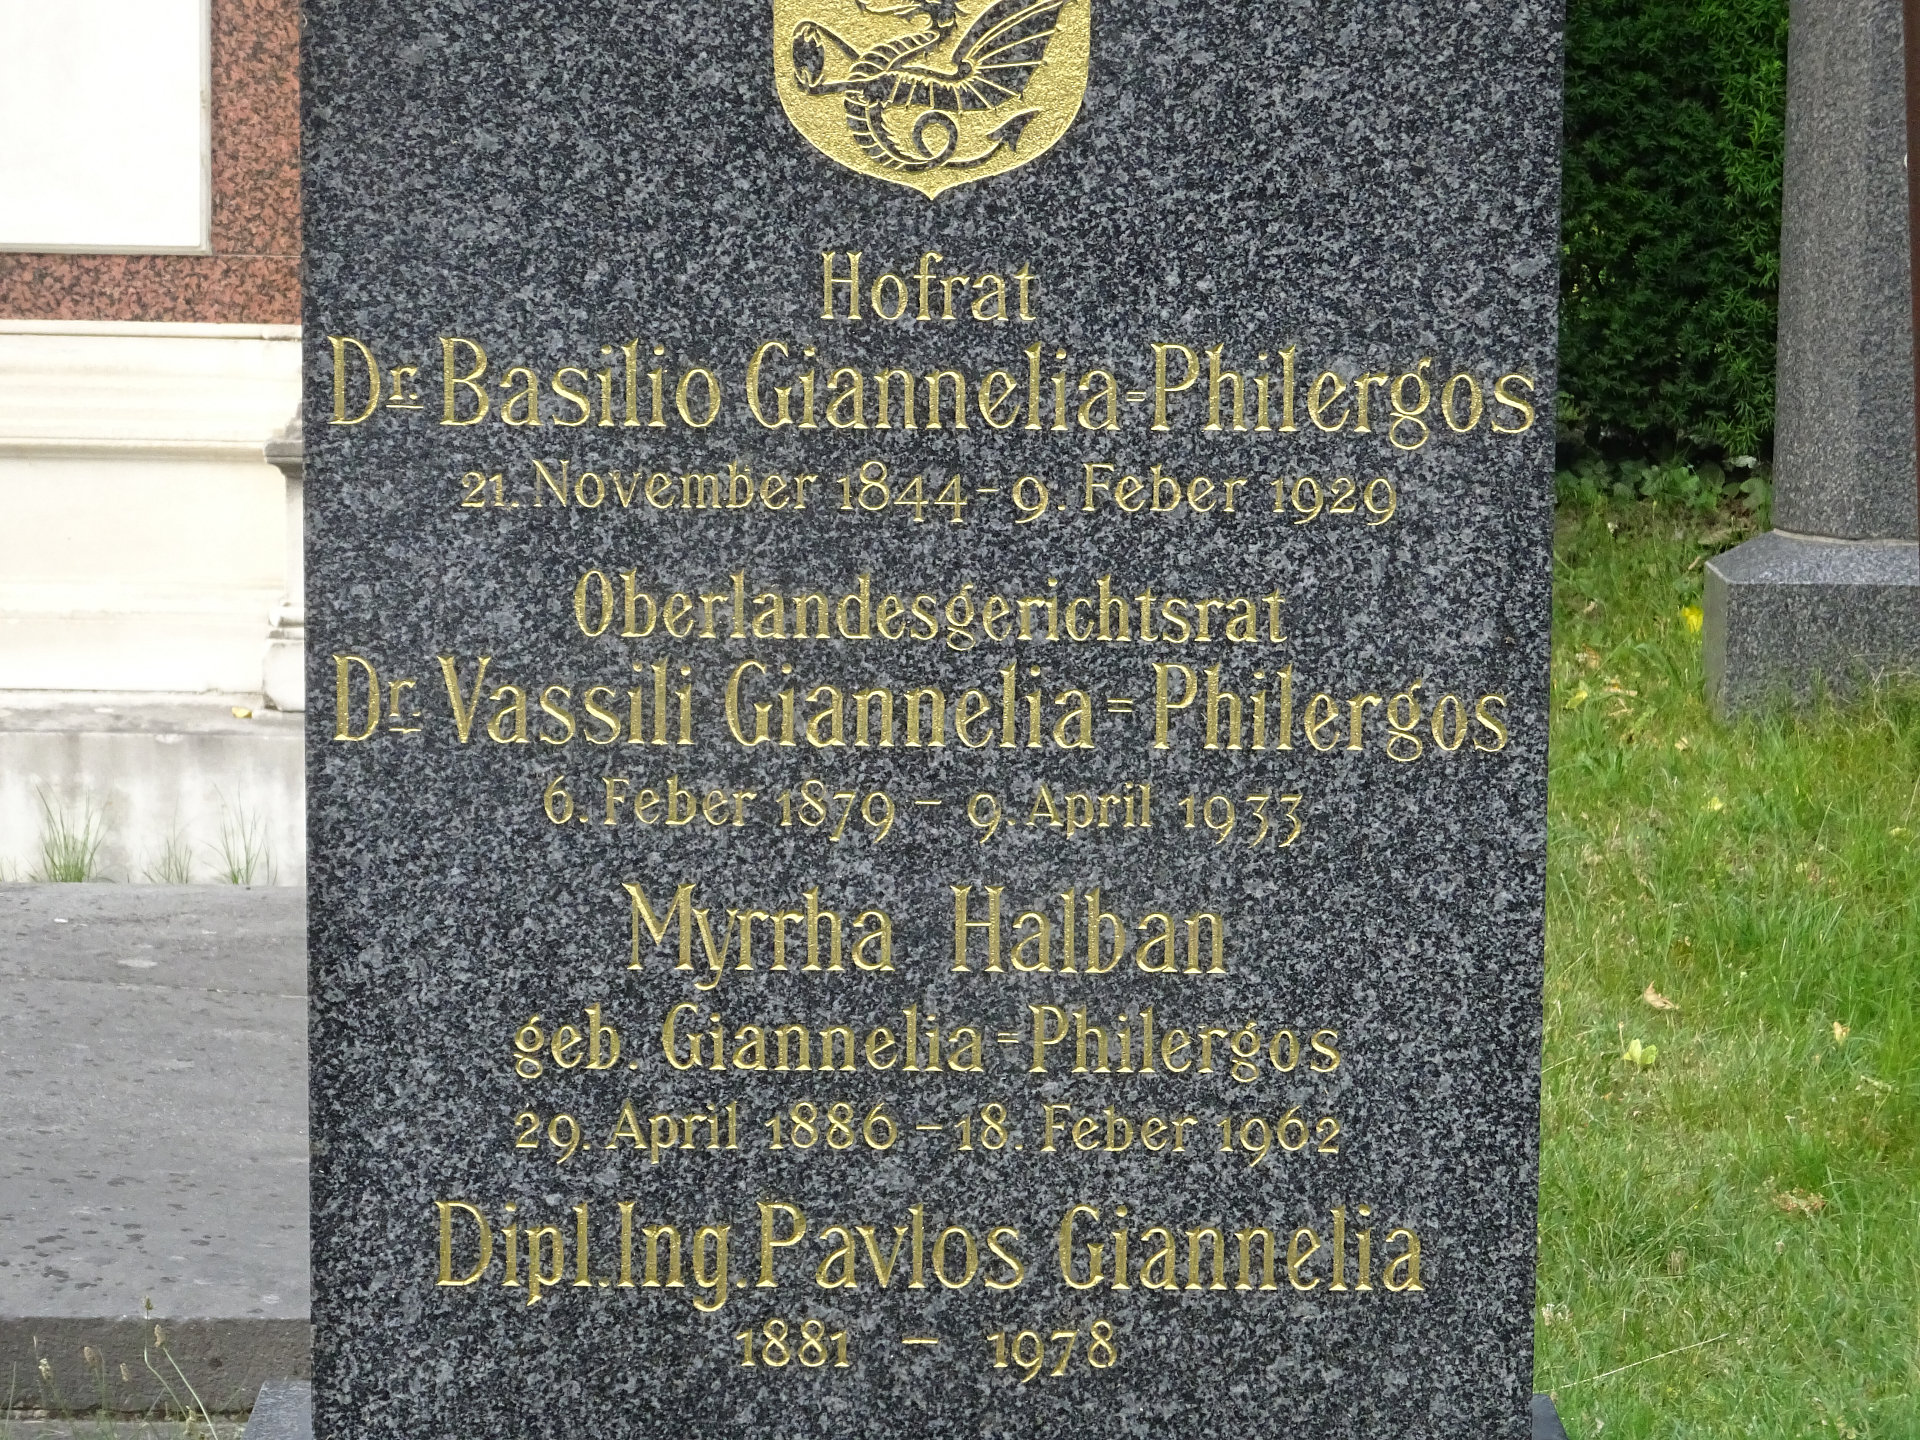 Hofrat
Dr. Basilio Giannelia=Philergos
21. November 1844 - 9. Feber 1929
Oberlandesgerichtsrat
Dr. Vassili Giannelia=Philergos
6. Feber 1879 - 9. April 1933
Myrrha Halban
geb. Giannelia=Philergos
29. April 1886 - 18. Feber 1962
Dipl.Ing. Pavlos Giannelia
1881 - 1978